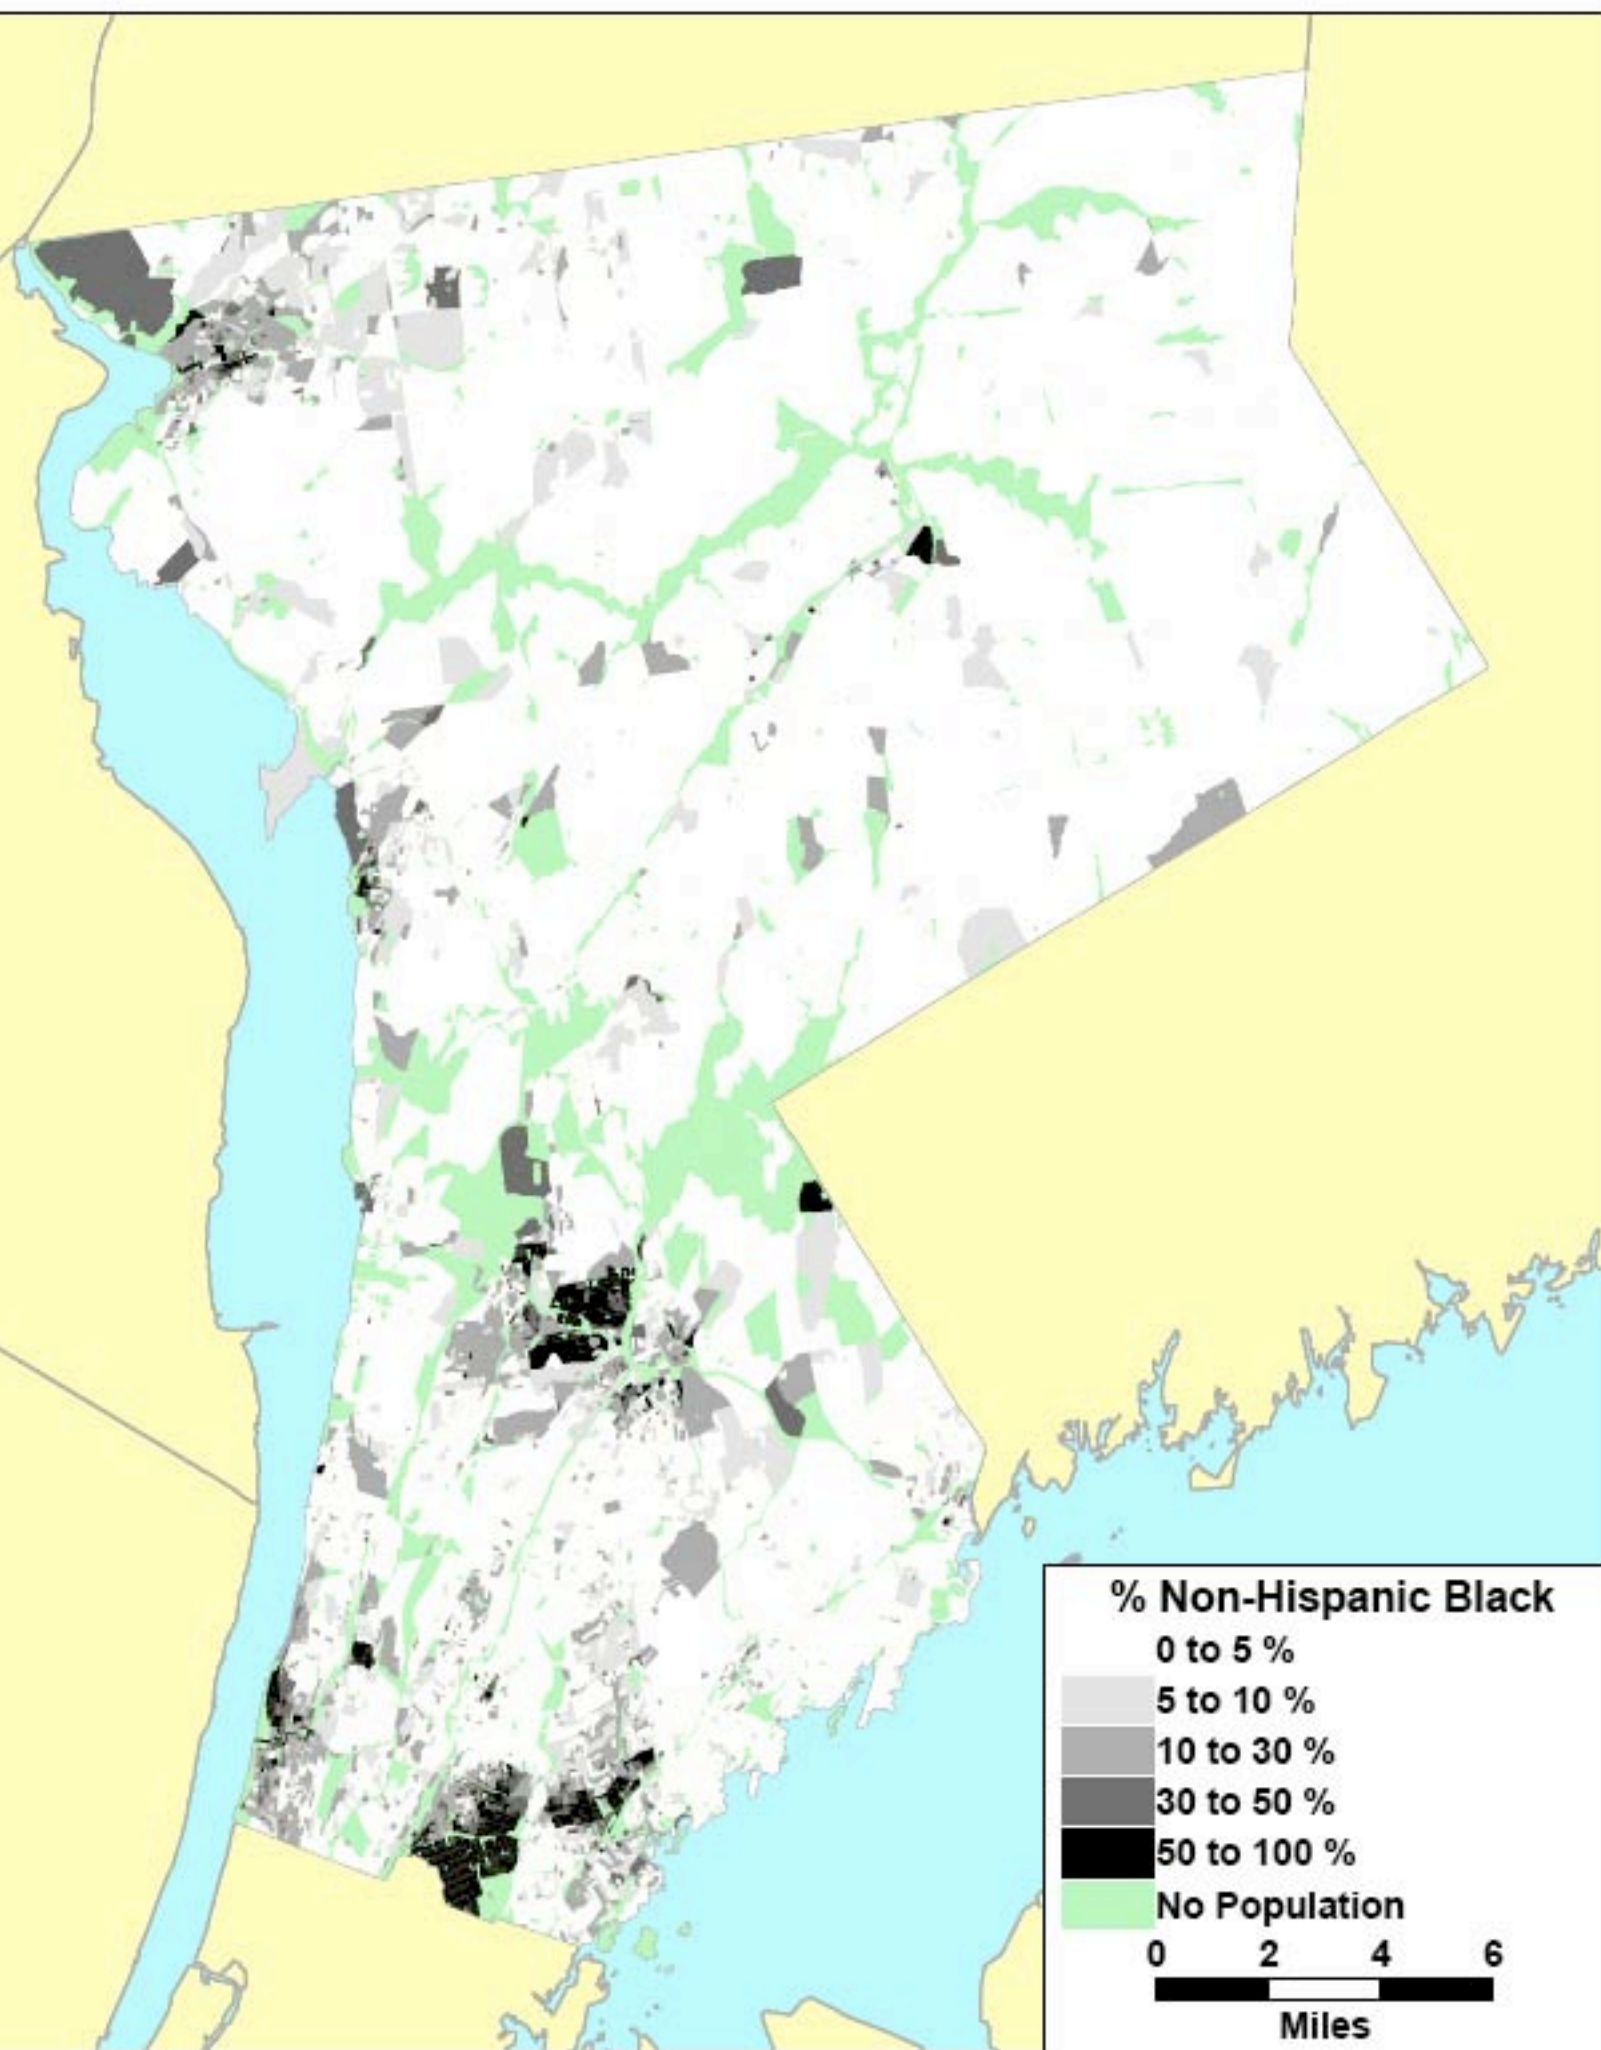 % Non-Hispanic Black
0 to 5 %
5 to 10 %
10 to 30 %
30 to 50 %
50 to 100 %
No Population
0 2 4 6
Miles